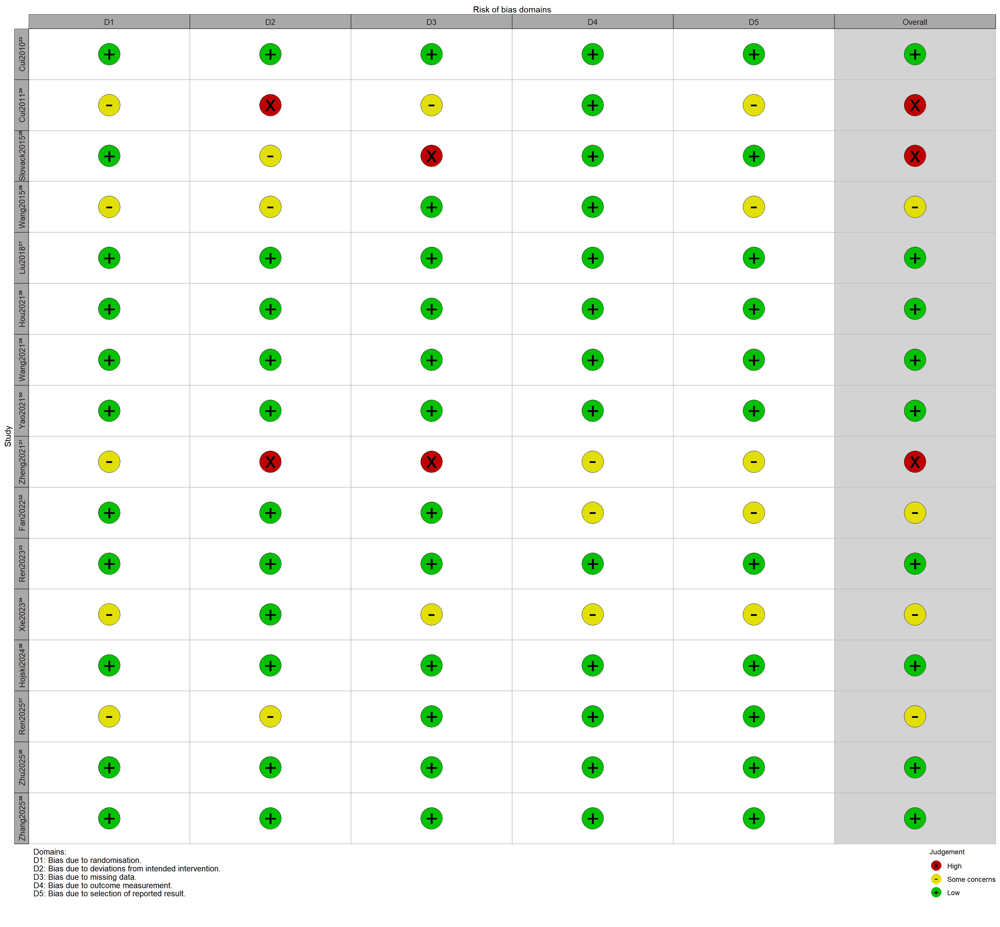 Risk of bias domains
D1 D2 D3 D4 D5 Overall
Study
Cui2010²³ + + + + + +
Cui2011²⁴ - X - + - X
Slovack2015²⁵ + - X + + X
Wang2015²⁶ - - + + - -
Liu2018²⁷ + + + + + +
Hou2021²⁸ + + + + + +
Wang2021²⁹ + + + + + +
Yao2021³⁰ + + + + + +
Zheng2021³¹ - X X - - X
Fan2022³² + + + - - -
Ren2023³³ + + + + + +
Xie2023³⁴ - + - - - -
Hojski2024³⁵ + + + + + +
Ren2025³⁷ - - + + + -
Zhu2025³⁸ + + + + + +
Zhang2025³⁶ + + + + + +
Domains:
D1: Bias due to randomisation.
D2: Bias due to deviations from intended intervention.
D3: Bias due to missing data.
D4: Bias due to outcome measurement.
D5: Bias due to selection of reported result.
Judgement
X High
- Some concerns
+ Low